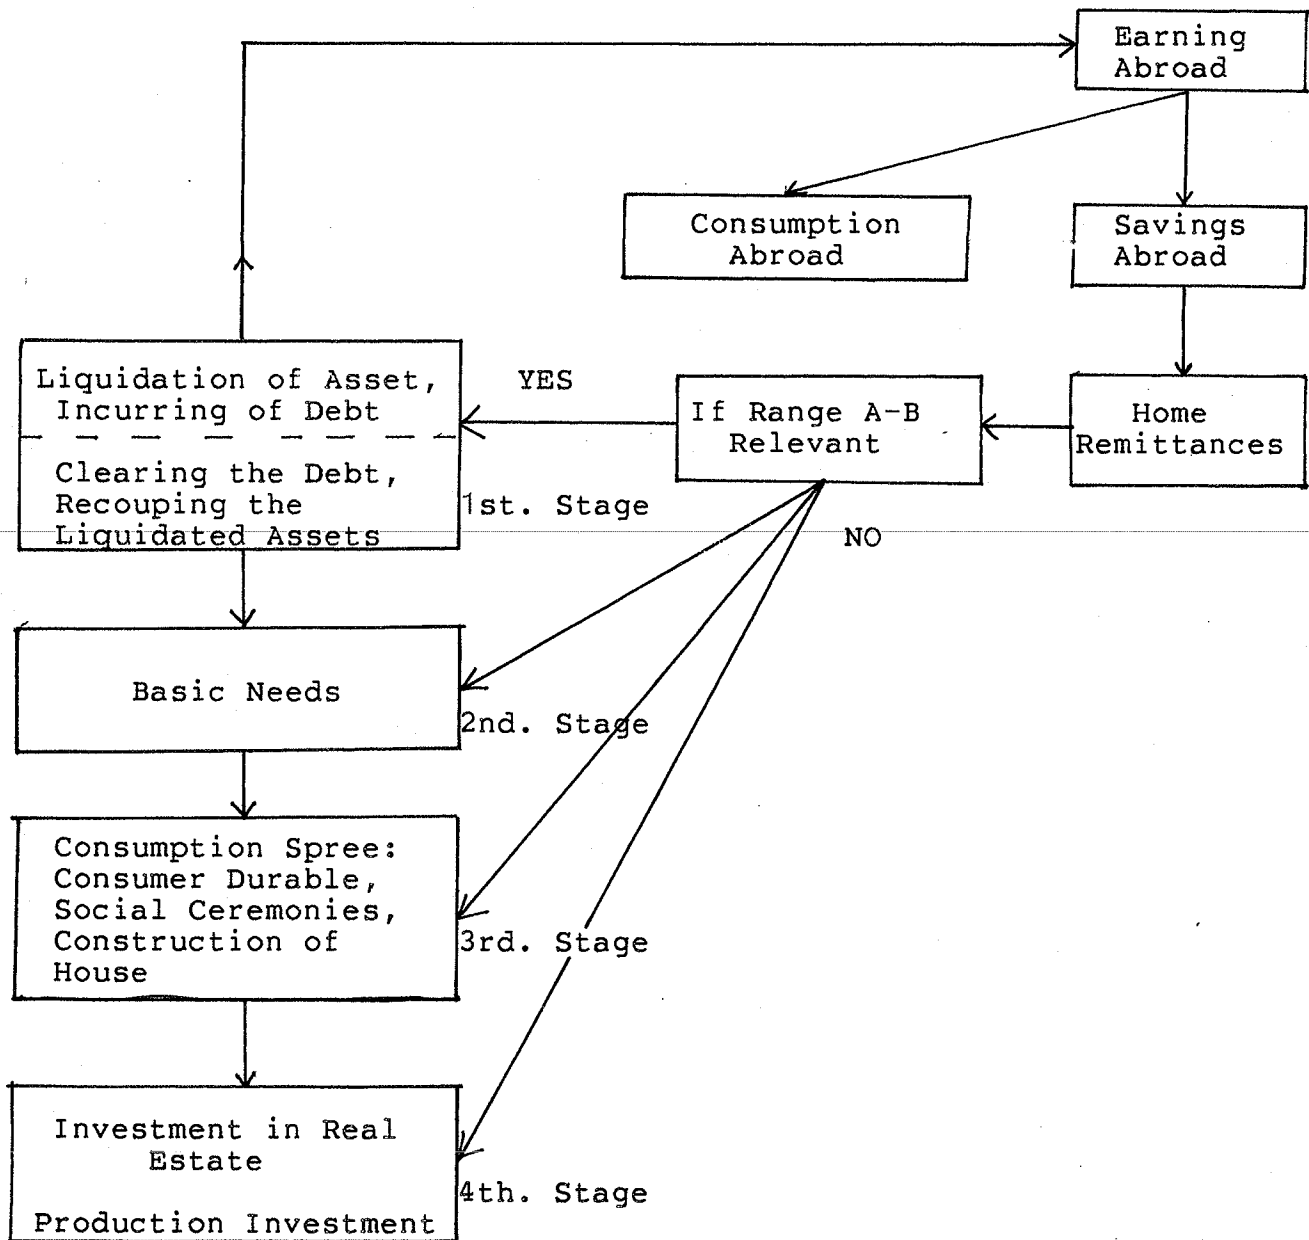 Earning
Abroad
Consumption
Abroad
Savings
Abroad
Liquidation of Asset,
Incurring of Debt
YES
If Range A-B
Relevant
Home
Remittances
Clearing the Debt,
Recouping the
Liquidated Assets
1st. Stage
NO
Basic Needs
2nd. Stage
Consumption Spree:
Consumer Durable,
Social Ceremonies,
Construction of
House
3rd. Stage
Investment in Real
Estate
Production Investment
4th. Stage